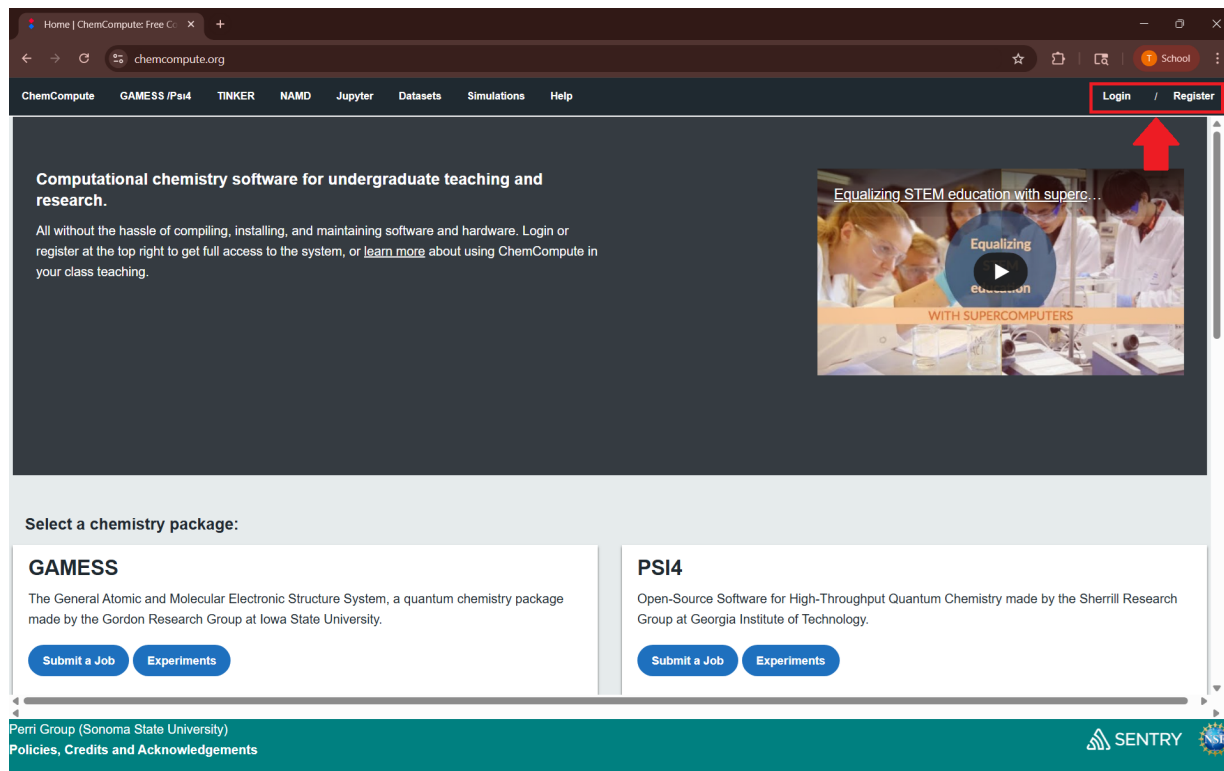 Home | ChemCompute: Free Co
chemcompute.org
T School
ChemCompute GAMESS /Psi4 TINKER NAMD Jupyter Datasets Simulations Help Login / Register
Computational chemistry software for undergraduate teaching and
research.
All without the hassle of compiling, installing, and maintaining software and hardware. Login or
register at the top right to get full access to the system, or learn more about using ChemCompute in
your class teaching.
Equalizing STEM education with superc…
Equalizing
STEM
education
WITH SUPERCOMPUTERS
Select a chemistry package:
GAMESS
The General Atomic and Molecular Electronic Structure System, a quantum chemistry package
made by the Gordon Research Group at Iowa State University.
Submit a Job Experiments
PSI4
Open-Source Software for High-Throughput Quantum Chemistry made by the Sherrill Research
Group at Georgia Institute of Technology.
Submit a Job Experiments
Perri Group (Sonoma State University)
Policies, Credits and Acknowledgements
SENTRY
NSF